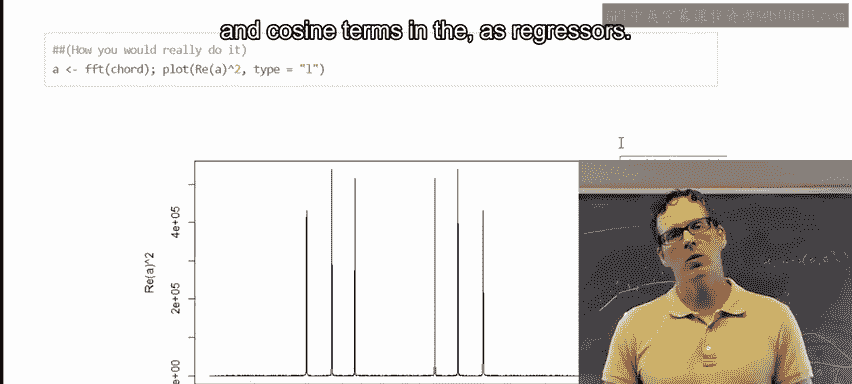 and cosine terms in the, as regressors.
##(How you would really do it)
a <- fft(chord); plot(Re(a)^2, type = "l")
4e+05
2e+05
e+00
Re(a)^2